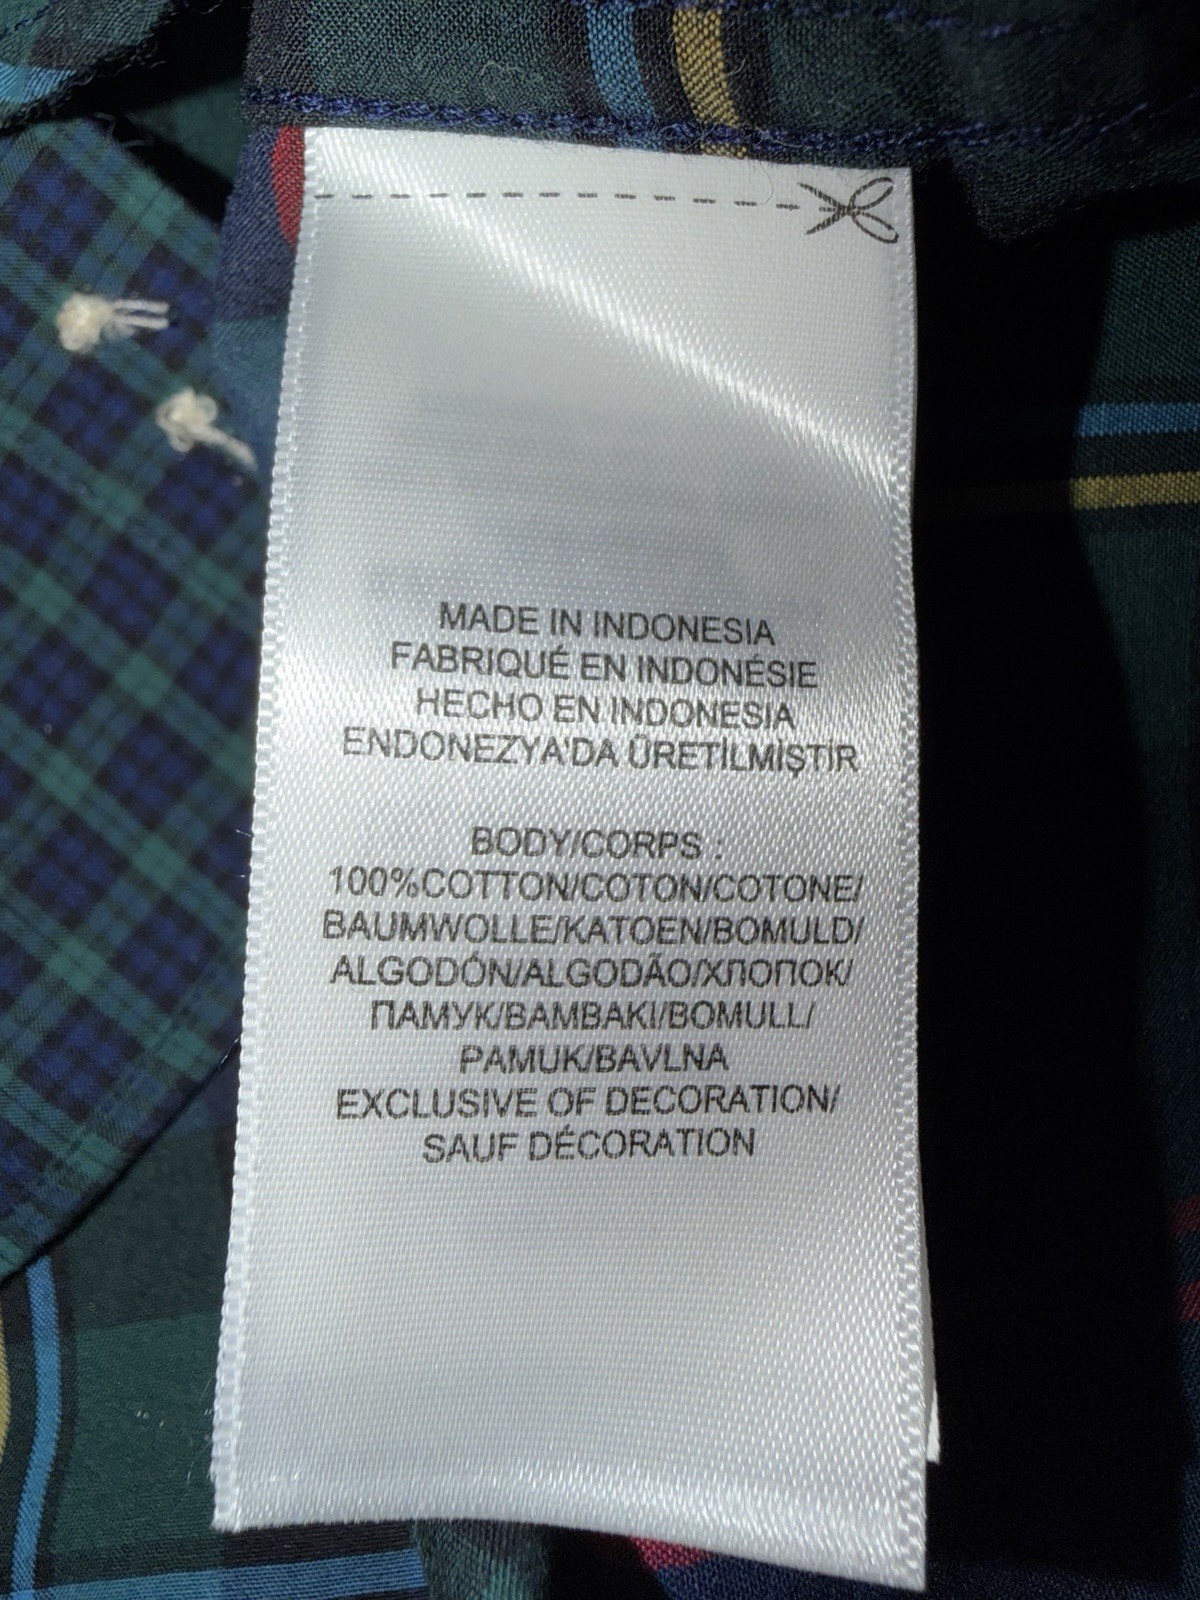 MADE IN INDONESIA
FABRIQUÉ EN INDONÉSIE
HECHO EN INDONESIA
ENDONEZYA'DA ÜRETİLMİŞTİR
BODY/CORPS :
100%COTTON/COTON/COTONE/
BAUMWOLLE/KATOEN/BOMULD/
ALGODÓN/ALGODÃO/ХЛОПОК/
ПАМУК/BAMBAKI/BOMULL/
PAMUK/BAVLNA
EXCLUSIVE OF DECORATION/
SAUF DÉCORATION